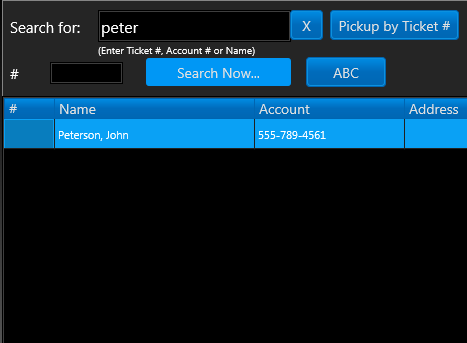 Search for: peter X Pickup by Ticket #
(Enter Ticket #, Account # or Name)
# Search Now... ABC
# Name Account Address
Peterson, John 555-789-4561